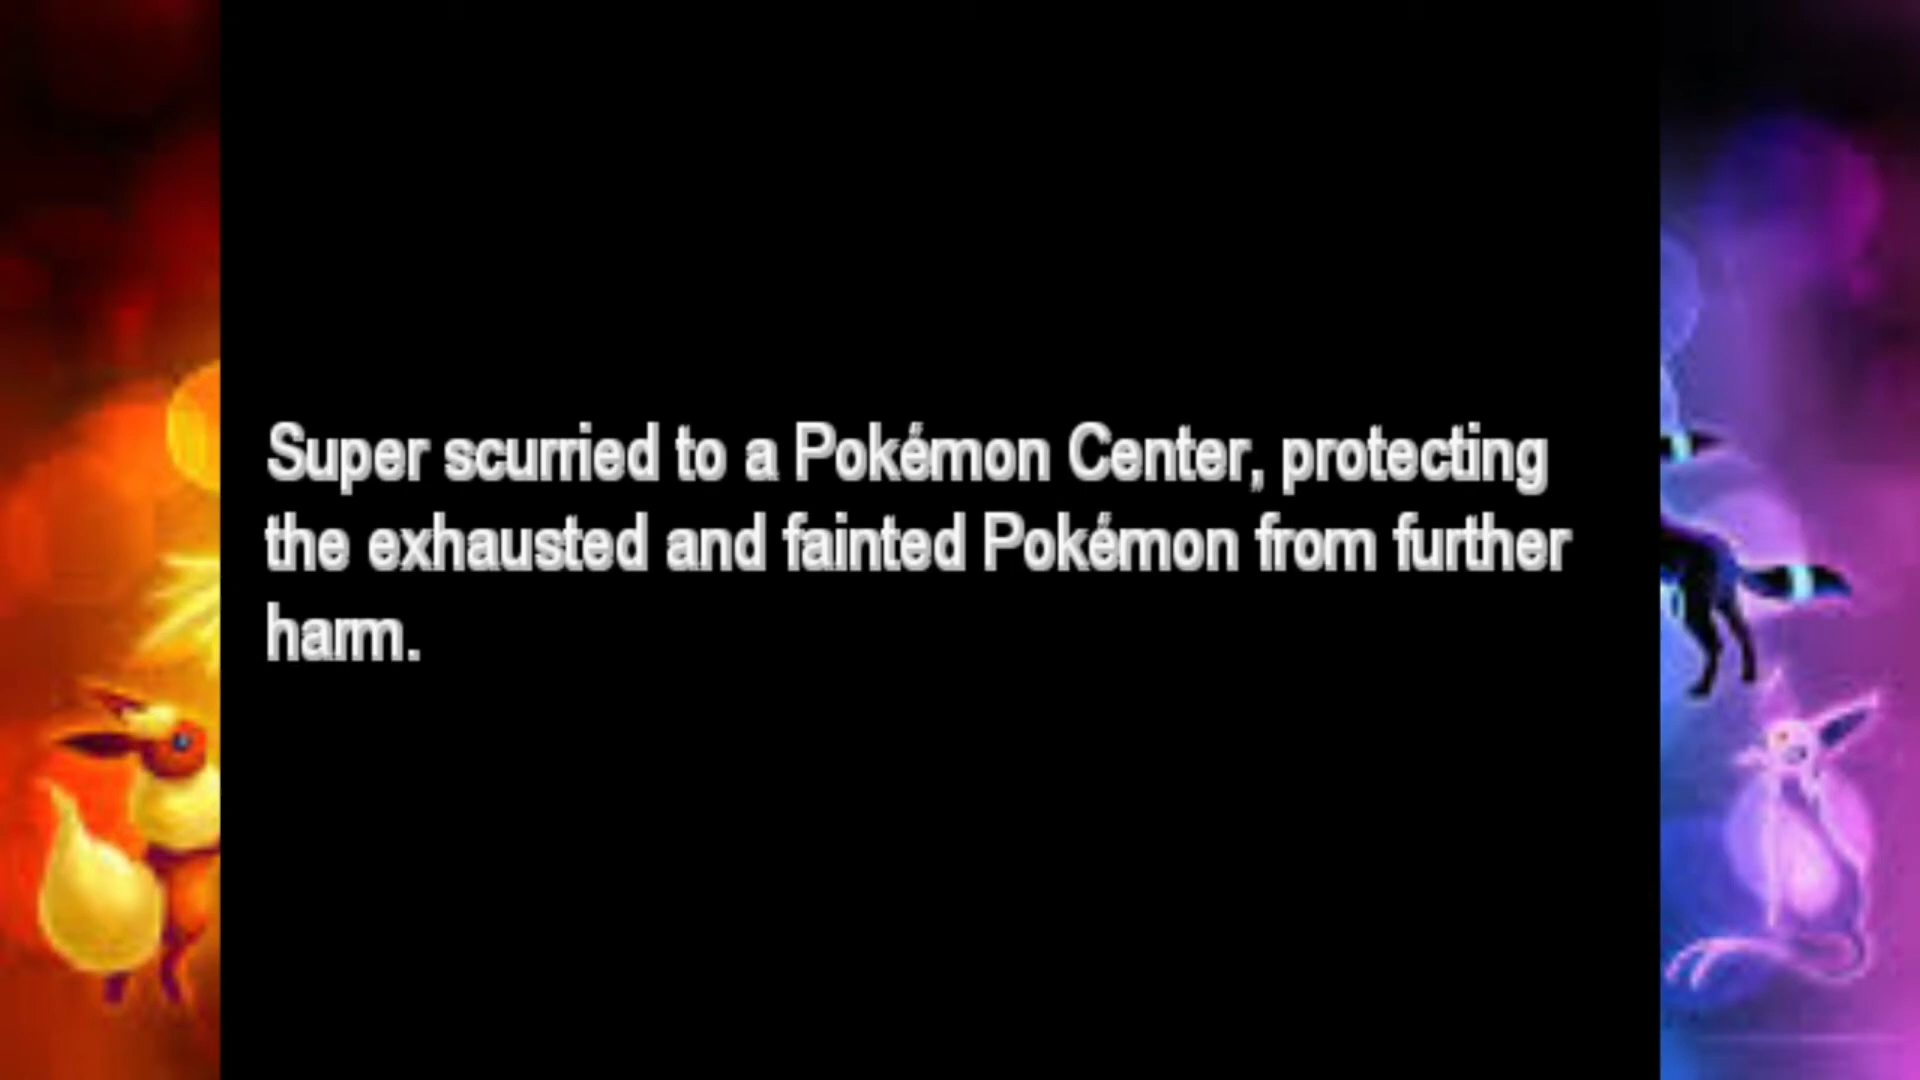 Super scurried to a Pokémon Center, protecting
the exhausted and fainted Pokémon from further
harm.